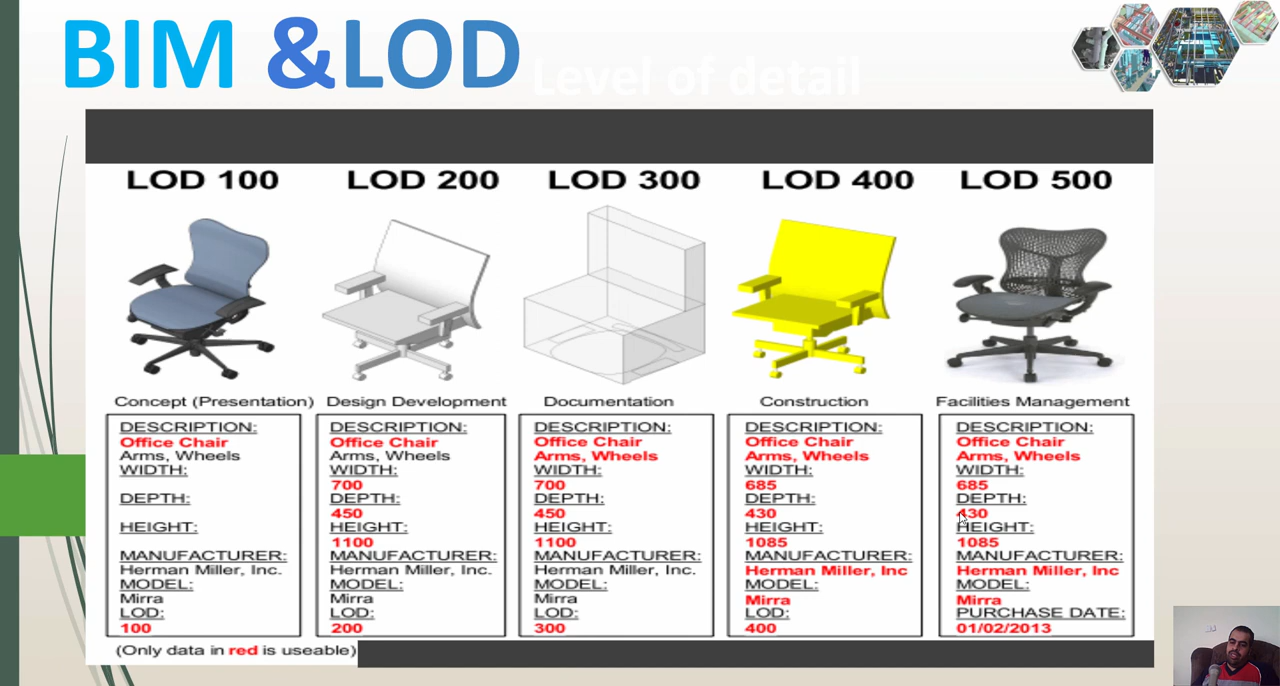 BIM &LOD Level of detail
LOD 100 LOD 200 LOD 300 LOD 400 LOD 500
Concept (Presentation) Design Development Documentation Construction Facilities Management
DESCRIPTION:
Office Chair
Arms, Wheels
WIDTH:
DEPTH:
HEIGHT:
MANUFACTURER:
Herman Miller, Inc.
MODEL:
Mirra
LOD:
100
DESCRIPTION:
Office Chair
Arms, Wheels
WIDTH:
700
DEPTH:
450
HEIGHT:
1100
MANUFACTURER:
Herman Miller, Inc.
MODEL:
Mirra
LOD:
200
DESCRIPTION:
Office Chair
Arms, Wheels
WIDTH:
700
DEPTH:
450
HEIGHT:
1100
MANUFACTURER:
Herman Miller, Inc.
MODEL:
Mirra
LOD:
300
DESCRIPTION:
Office Chair
Arms, Wheels
WIDTH:
685
DEPTH:
430
HEIGHT:
1085
MANUFACTURER:
Herman Miller, Inc
MODEL:
Mirra
LOD:
400
DESCRIPTION:
Office Chair
Arms, Wheels
WIDTH:
685
DEPTH:
430
HEIGHT:
1085
MANUFACTURER:
Herman Miller, Inc
MODEL:
Mirra
PURCHASE DATE:
01/02/2013
(Only data in red is useable)